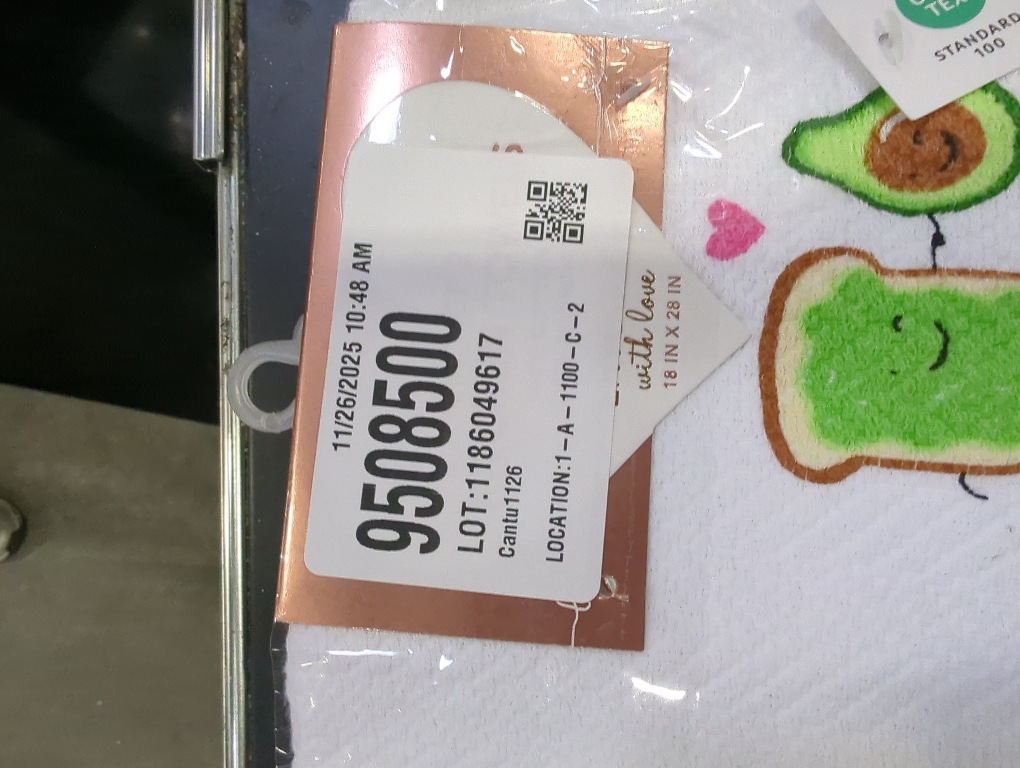 11/26/2025 10:48 AM
9508500
LOT:1186049617
Cantu1126
LOCATION:1-A-1100-C-2
with love
18 IN X 28 IN
TEX
STANDARD
100